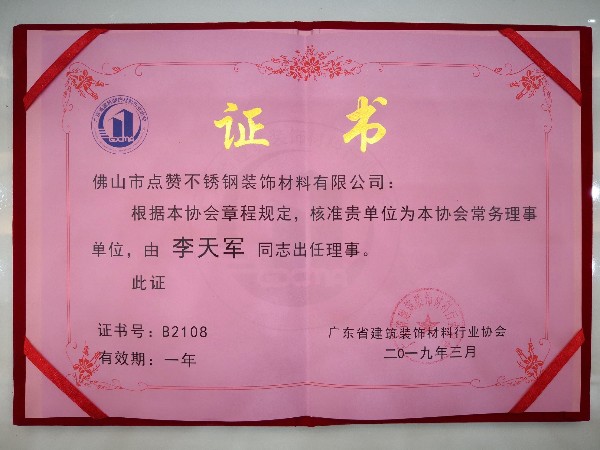 证 书
佛山市点赞不锈钢装饰材料有限公司：
根据本协会章程规定，核准贵单位为本协会常务理事
单位，由 李天军 同志出任理事。
此证
证书号：B2108
有效期：一年
广东省建筑装饰材料行业协会
二〇一九年三月